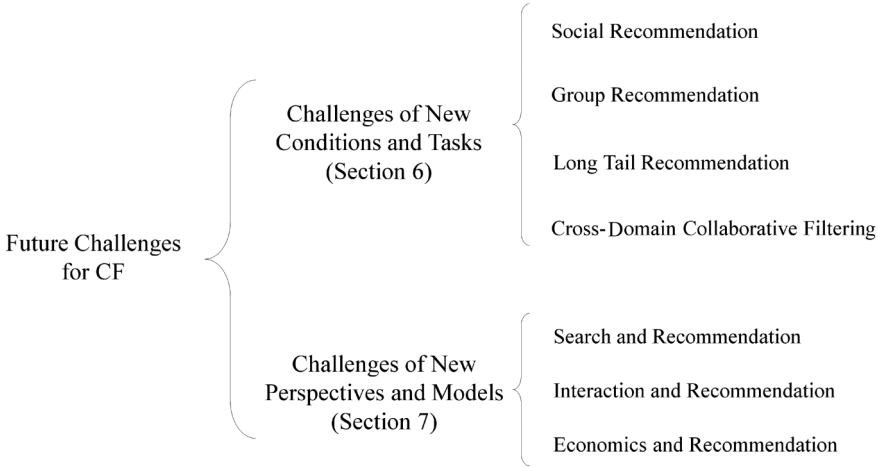 Future Challenges
for CF
Challenges of New
Conditions and Tasks
(Section 6)
Social Recommendation
Group Recommendation
Long Tail Recommendation
Cross-Domain Collaborative Filtering
Challenges of New
Perspectives and Models
(Section 7)
Search and Recommendation
Interaction and Recommendation
Economics and Recommendation